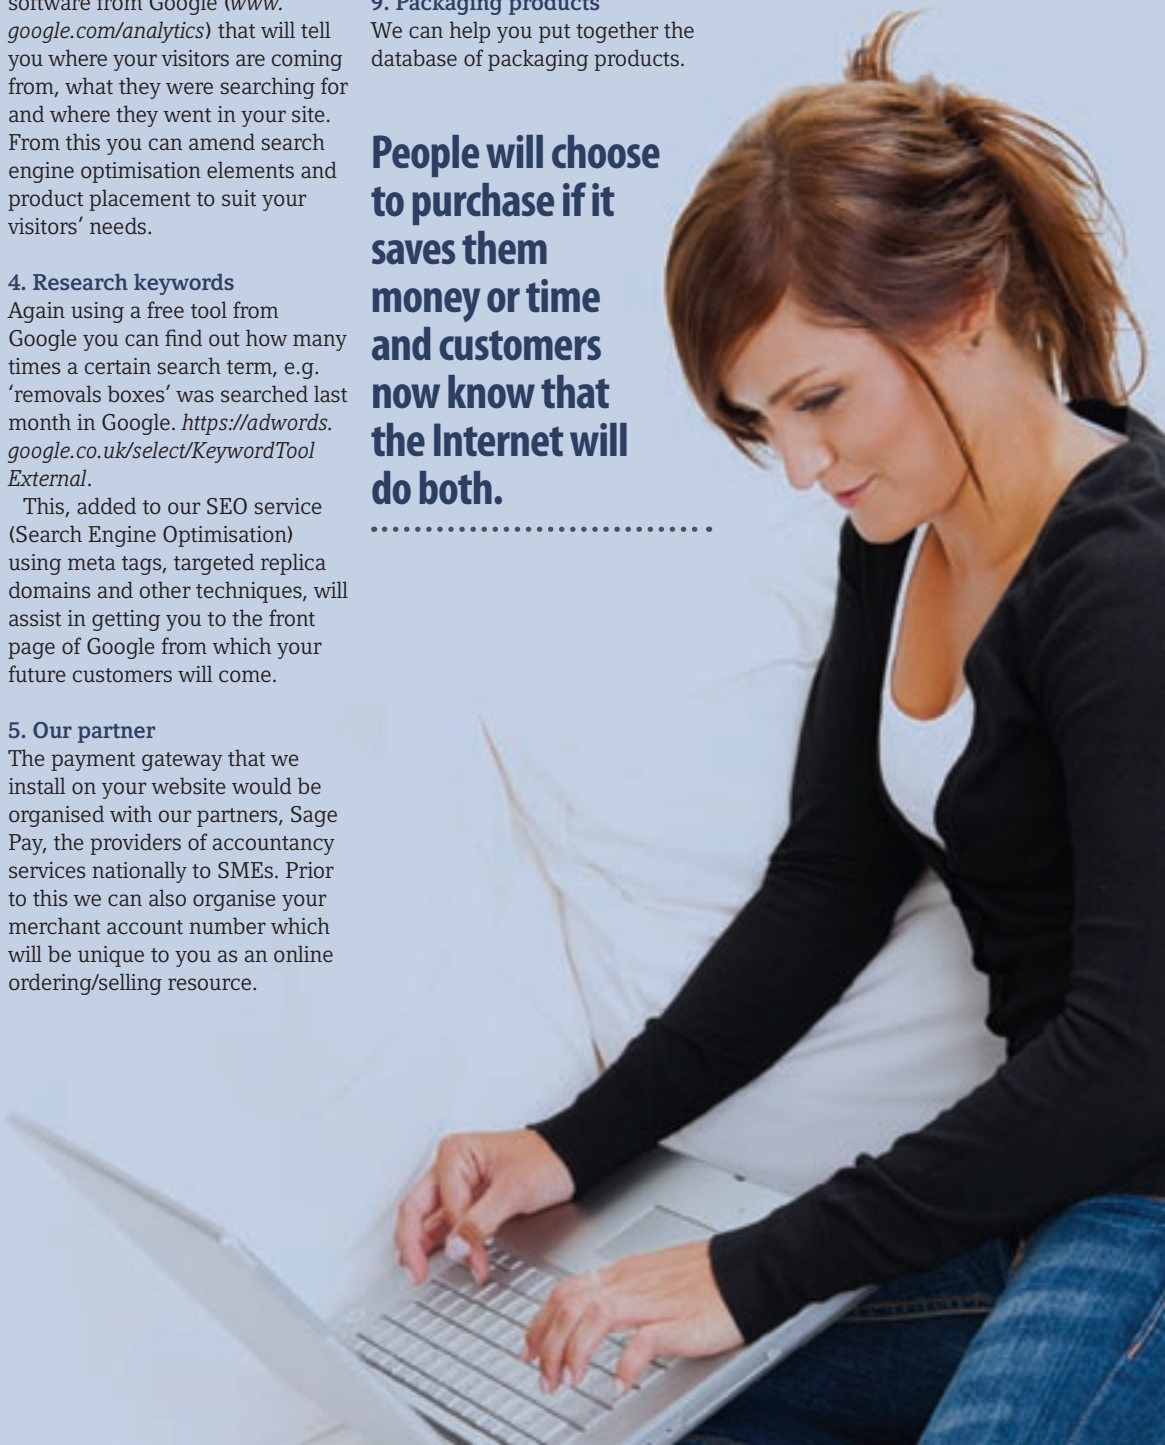 software from Google (www.
google.com/analytics) that will tell
you where your visitors are coming
from, what they were searching for
and where they went in your site.
From this you can amend search
engine optimisation elements and
product placement to suit your
visitors’ needs.
4. Research keywords
Again using a free tool from
Google you can find out how many
times a certain search term, e.g.
‘removals boxes’ was searched last
month in Google. https://adwords.
google.co.uk/select/KeywordTool
External.
This, added to our SEO service
(Search Engine Optimisation)
using meta tags, targeted replica
domains and other techniques, will
assist in getting you to the front
page of Google from which your
future customers will come.
5. Our partner
The payment gateway that we
install on your website would be
organised with our partners, Sage
Pay, the providers of accountancy
services nationally to SMEs. Prior
to this we can also organise your
merchant account number which
will be unique to you as an online
ordering/selling resource.
9. Packaging products
We can help you put together the
database of packaging products.
People will choose
to purchase if it
saves them
money or time
and customers
now know that
the Internet will
do both.